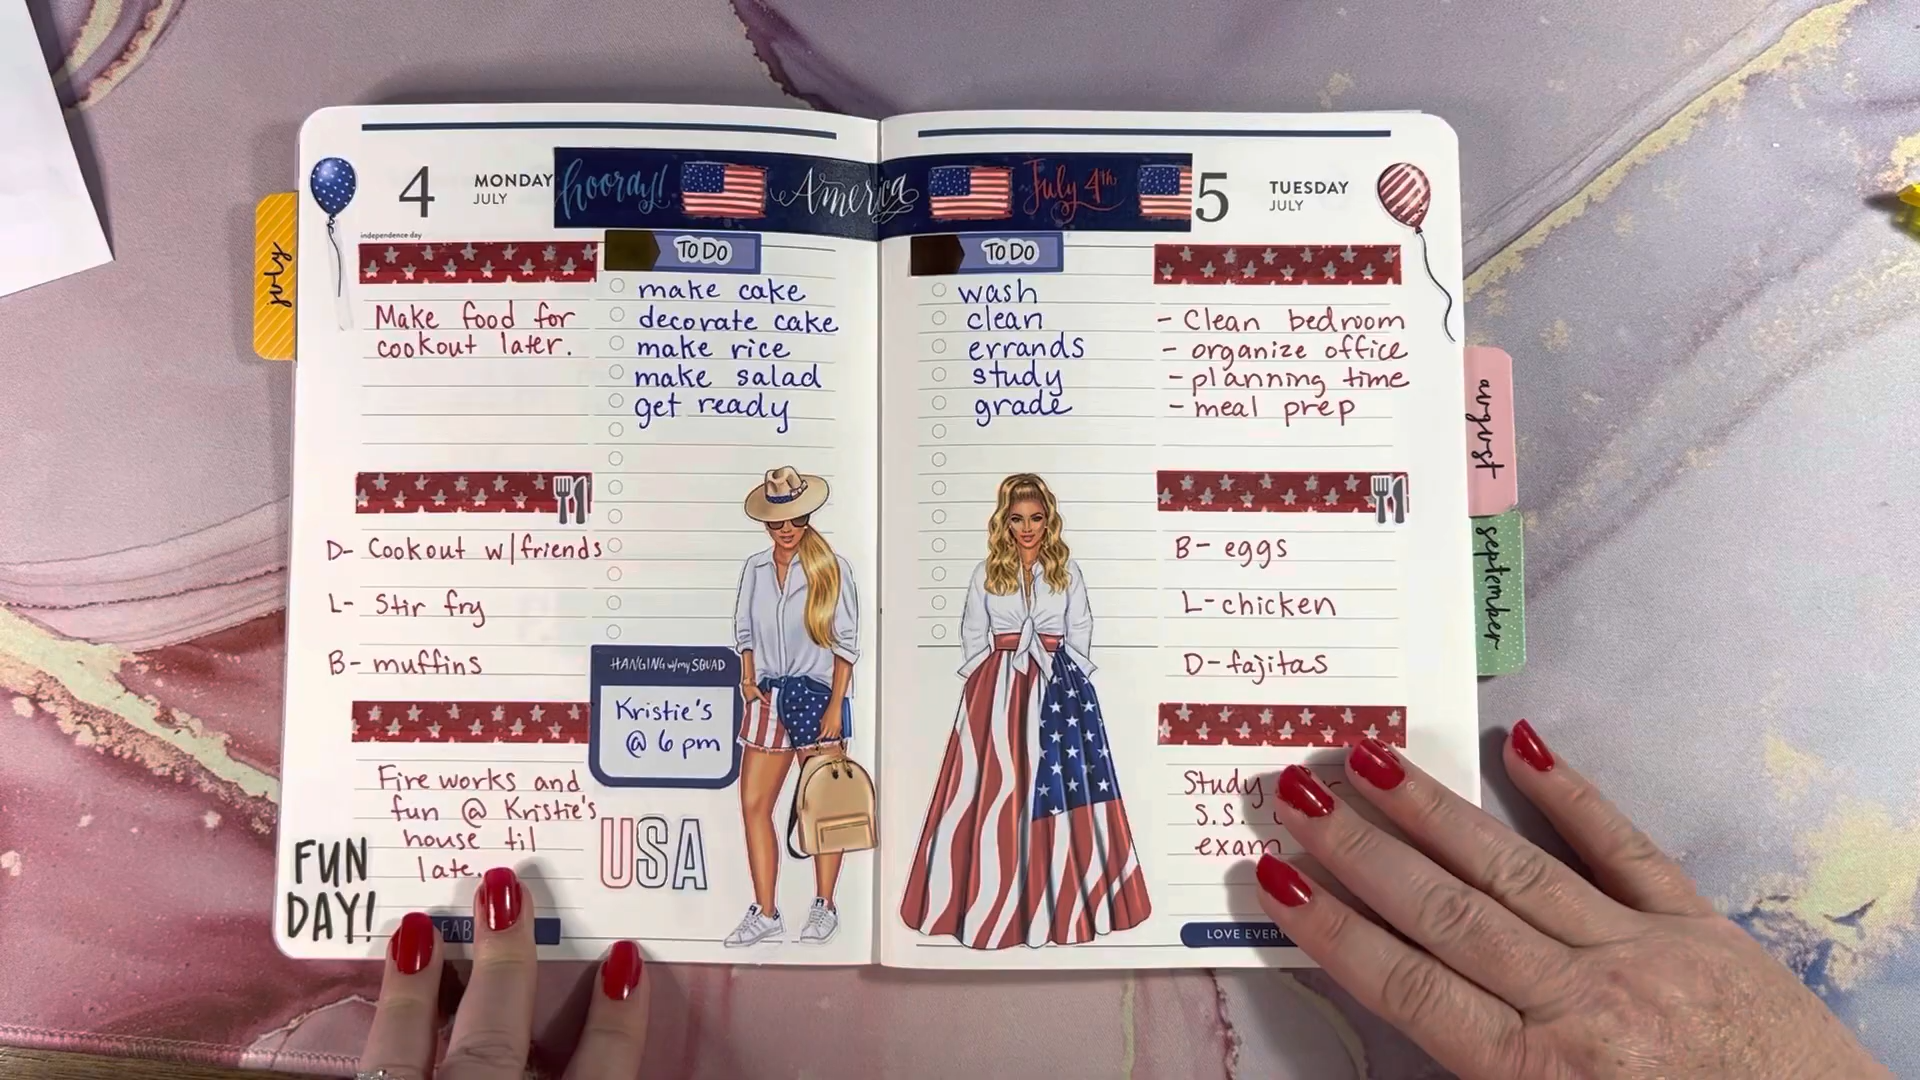 4
MONDAY
JULY
independence day
hooray!
America
July 4th
5
TUESDAY
JULY
july
TO DO
make cake
decorate cake
make rice
make salad
get ready
Make food for
cookout later.
D- Cookout w/friends
L- Stir fry
B- muffins
HANGING w/my SQUAD
Kristie's
@ 6 pm
Fireworks and
fun @ Kristie's
house til
late.
FUN
DAY!
USA
TO DO
wash
clean
errands
study
grade
- Clean bedroom
- organize office
- planning time
- meal prep
B- eggs
L- chicken
D- fajitas
Study
S.S.
exam
LOVE
august
september